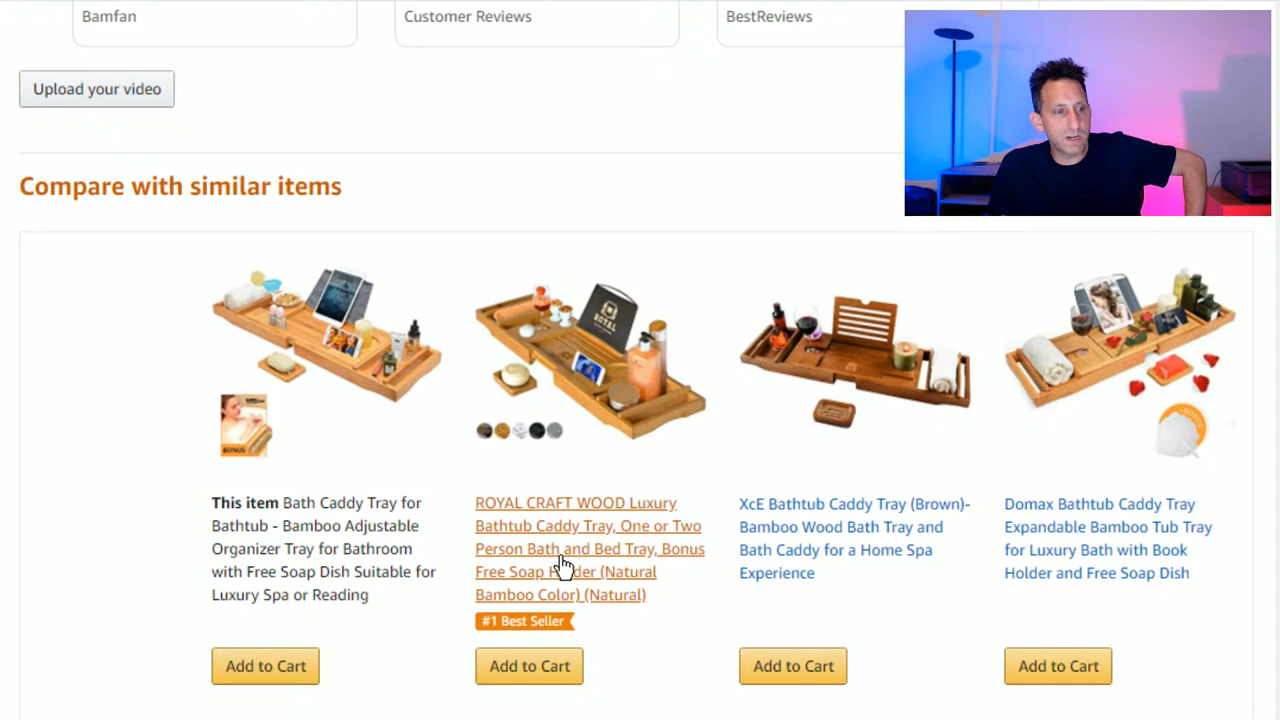 Bamfan
Customer Reviews
BestReviews
Upload your video
Compare with similar items
ROYAL
BONUS
This item Bath Caddy Tray for
Bathtub - Bamboo Adjustable
Organizer Tray for Bathroom
with Free Soap Dish Suitable for
Luxury Spa or Reading
Add to Cart
ROYAL CRAFT WOOD Luxury
Bathtub Caddy Tray, One or Two
Person Bath and Bed Tray, Bonus
Free Soap Holder (Natural
Bamboo Color) (Natural)
#1 Best Seller
Add to Cart
XcE Bathtub Caddy Tray (Brown)-
Bamboo Wood Bath Tray and
Bath Caddy for a Home Spa
Experience
Add to Cart
Domax Bathtub Caddy Tray
Expandable Bamboo Tub Tray
for Luxury Bath with Book
Holder and Free Soap Dish
Add to Cart